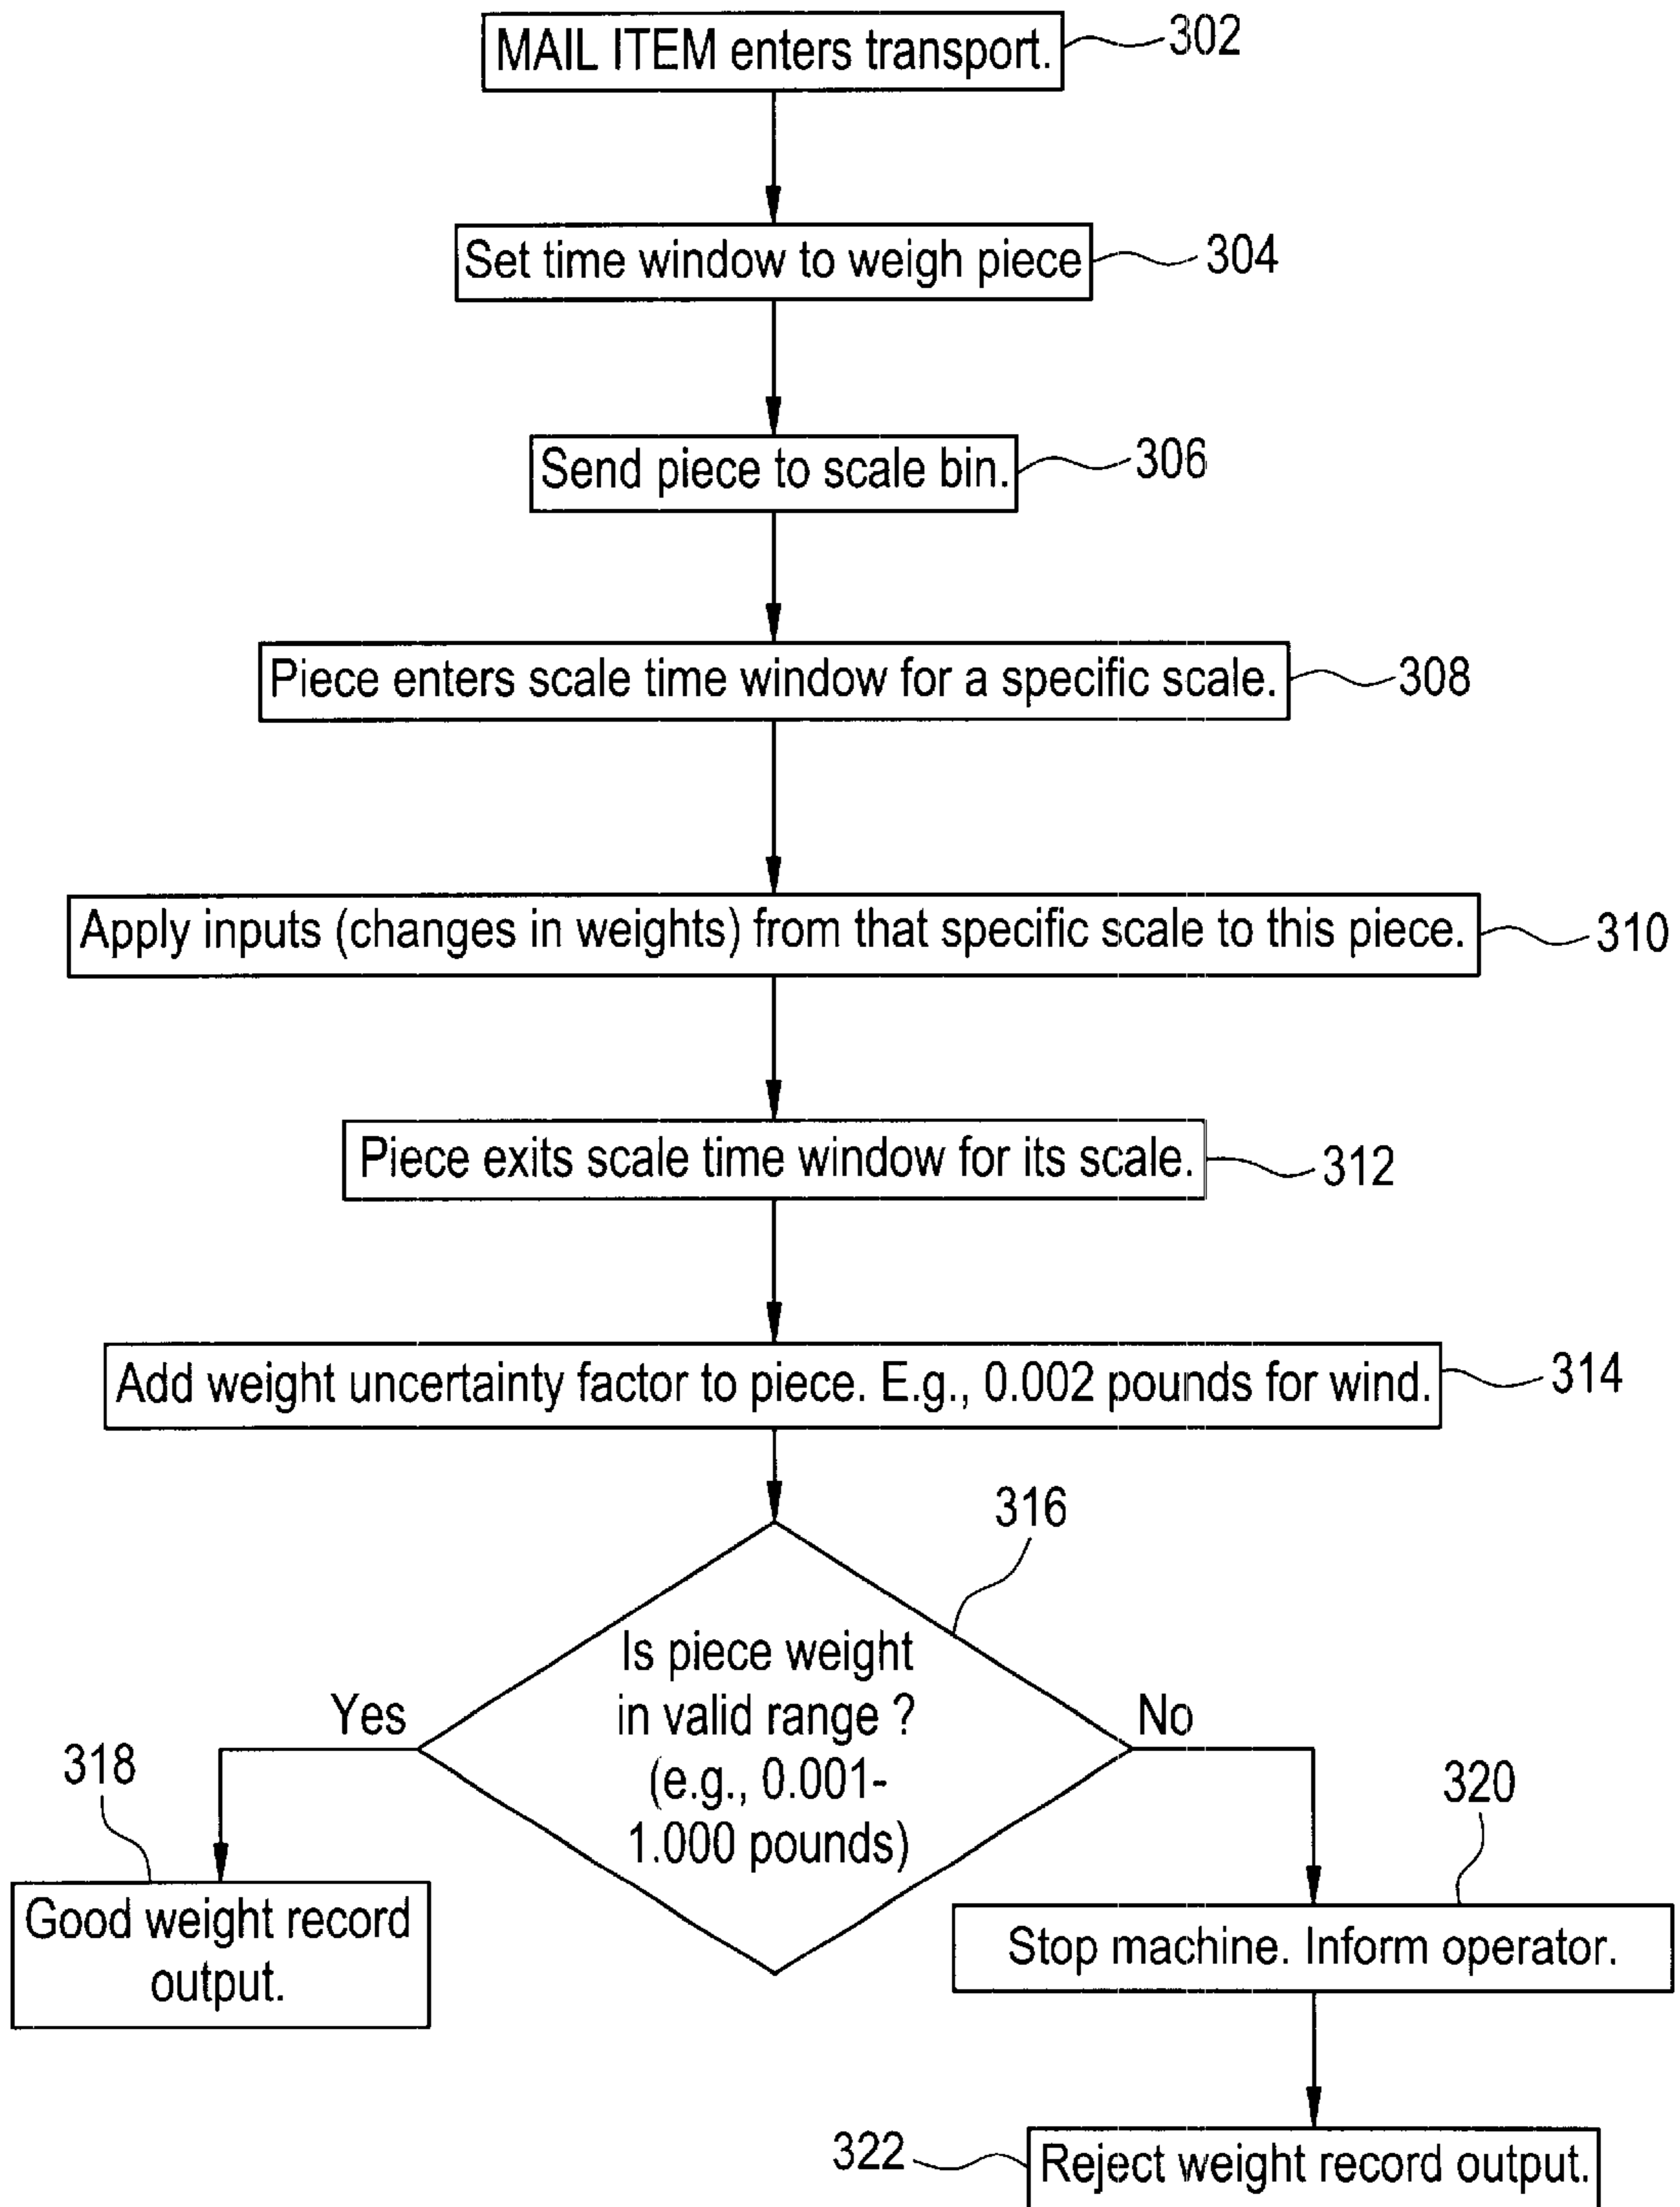 MAIL ITEM enters transport.
302
Set time window to weigh piece
304
Send piece to scale bin.
306
Piece enters scale time window for a specific scale.
308
Apply inputs (changes in weights) from that specific scale to this piece.
310
Piece exits scale time window for its scale.
312
Add weight uncertainty factor to piece. E.g., 0.002 pounds for wind.
314
316
Is piece weight
in valid range ?
(e.g., 0.001-
1.000 pounds)
Yes
No
318
Good weight record
output.
320
Stop machine. Inform operator.
322
Reject weight record output.